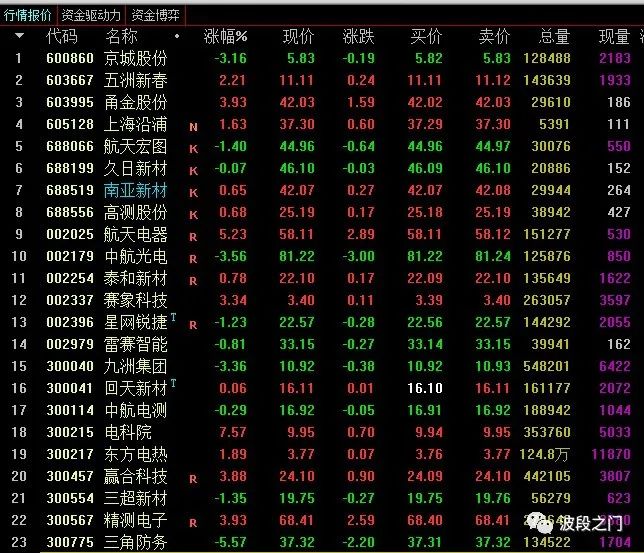 行情报价 资金驱动力 资金博弈
代码 名称 涨幅% 现价 涨跌 买价 卖价 总量 现量
1 600860 京城股份 -3.16 5.83 -0.19 5.82 5.83 128488 2183
2 603667 五洲新春 2.21 11.11 0.24 11.11 11.12 143639 1933
3 603995 甬金股份 3.93 42.03 1.59 42.03 42.03 29610 186
4 605128 上海沿浦 N 1.63 37.30 0.60 37.29 37.30 5391 111
5 688066 航天宏图 K -1.40 44.96 -0.64 44.96 44.97 30076 550
6 688199 久日新材 K -0.07 46.10 -0.03 46.09 46.10 20886 152
7 688519 南亚新材 K 0.65 42.07 0.27 42.07 42.08 29944 264
8 688556 高测股份 K 0.68 25.19 0.17 25.18 25.19 38942 427
9 002025 航天电器 R 5.23 58.11 2.89 58.11 58.12 151277 530
10 002179 中航光电 R -3.56 81.22 -3.00 81.22 81.24 125876 850
11 002254 泰和新材 R 0.78 22.10 0.17 22.09 22.10 135649 1622
12 002337 赛象科技 3.34 3.40 0.11 3.39 3.40 263057 3597
13 002396 星网锐捷T R -1.23 22.57 -0.28 22.56 22.57 144292 2055
14 002979 雷赛智能 -0.81 33.15 -0.27 33.14 33.15 39941 162
15 300040 九洲集团 -3.36 10.92 -0.38 10.92 10.93 548201 6422
16 300041 回天新材T 0.06 16.11 0.01 16.10 16.11 161177 2072
17 300114 中航电测 -0.29 16.92 -0.05 16.91 16.92 188942 1044
18 300215 电科院 7.57 9.95 0.70 9.94 9.95 353760 5033
19 300217 东方电热 1.89 3.77 0.07 3.76 3.77 124.8万 11870
20 300457 赢合科技 R 3.88 24.10 0.90 24.09 24.10 442105 3807
21 300554 三超新材 -1.35 19.75 -0.27 19.75 19.76 56279 623
22 300567 精测电子 R 3.93 68.41 2.59 68.40 68.41
23 300775 三角防务 -5.57 37.32 -2.20 37.31 37.32 134522 1704
波段之门